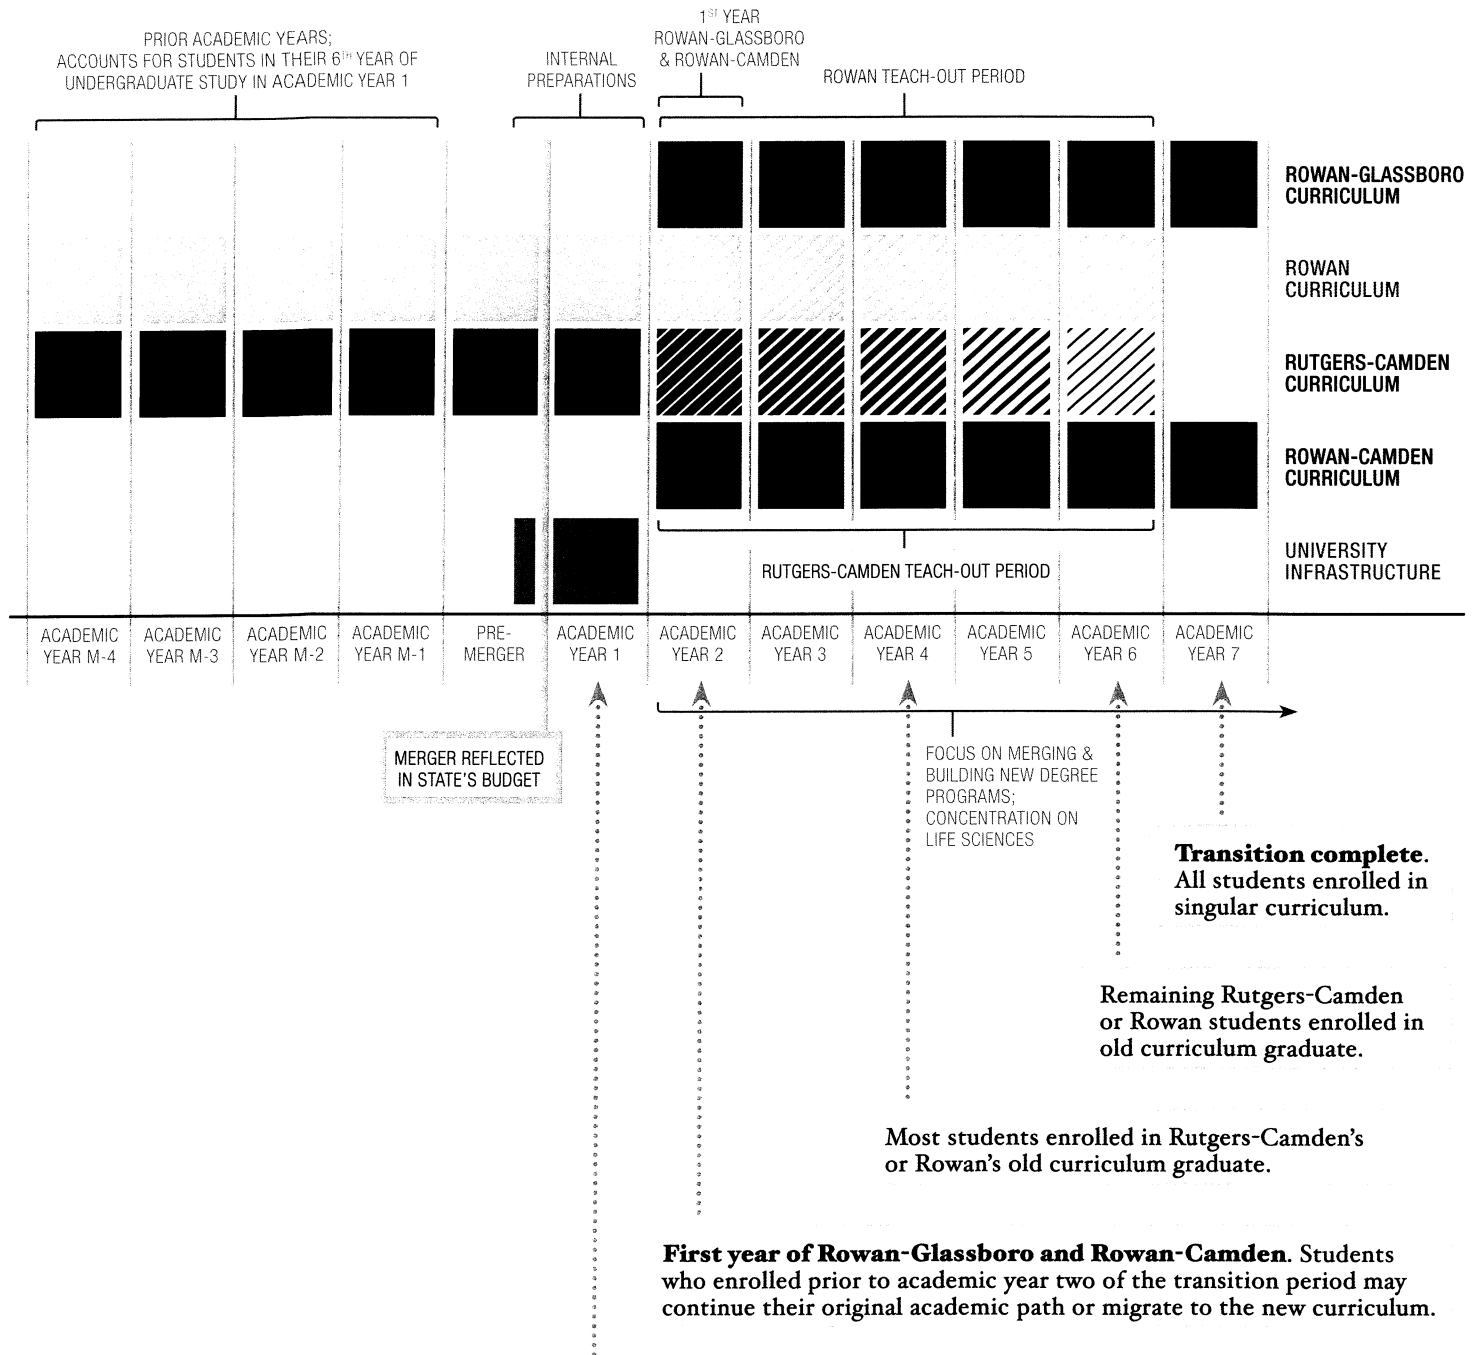 PRIOR ACADEMIC YEARS;
ACCOUNTS FOR STUDENTS IN THEIR 6TH YEAR OF
UNDERGRADUATE STUDY IN ACADEMIC YEAR 1
INTERNAL
PREPARATIONS
1ST YEAR
ROWAN-GLASSBORO
& ROWAN-CAMDEN
ROWAN TEACH-OUT PERIOD
ROWAN-GLASSBORO
CURRICULUM
ROWAN
CURRICULUM
RUTGERS-CAMDEN
CURRICULUM
ROWAN-CAMDEN
CURRICULUM
UNIVERSITY
INFRASTRUCTURE
RUTGERS-CAMDEN TEACH-OUT PERIOD
ACADEMIC
YEAR M-4
ACADEMIC
YEAR M-3
ACADEMIC
YEAR M-2
ACADEMIC
YEAR M-1
PRE-
MERGER
ACADEMIC
YEAR 1
ACADEMIC
YEAR 2
ACADEMIC
YEAR 3
ACADEMIC
YEAR 4
ACADEMIC
YEAR 5
ACADEMIC
YEAR 6
ACADEMIC
YEAR 7
MERGER REFLECTED
IN STATE'S BUDGET
FOCUS ON MERGING &
BUILDING NEW DEGREE
PROGRAMS;
CONCENTRATION ON
LIFE SCIENCES
Transition complete.
All students enrolled in
singular curriculum.
Remaining Rutgers-Camden
or Rowan students enrolled in
old curriculum graduate.
Most students enrolled in Rutgers-Camden's
or Rowan's old curriculum graduate.
First year of Rowan-Glassboro and Rowan-Camden. Students
who enrolled prior to academic year two of the transition period may
continue their original academic path or migrate to the new curriculum.